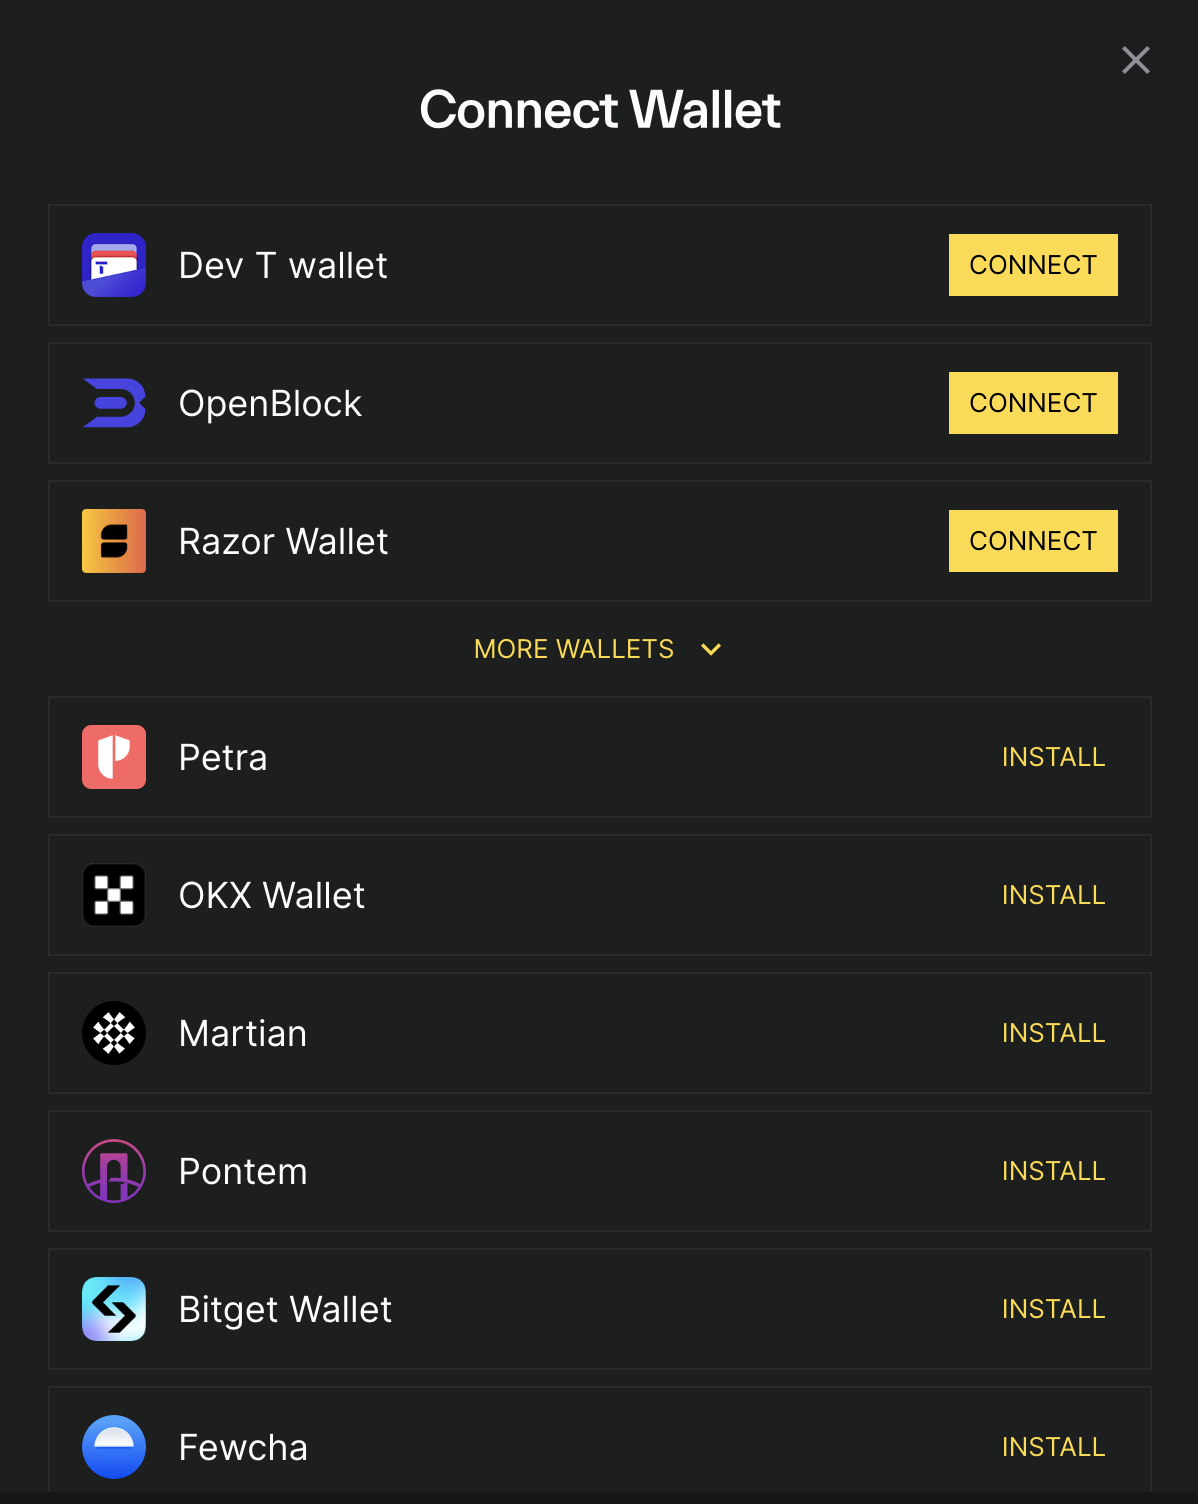 Connect Wallet
Dev T wallet CONNECT
OpenBlock CONNECT
Razor Wallet CONNECT
MORE WALLETS
Petra INSTALL
OKX Wallet INSTALL
Martian INSTALL
Pontem INSTALL
Bitget Wallet INSTALL
Fewcha INSTALL